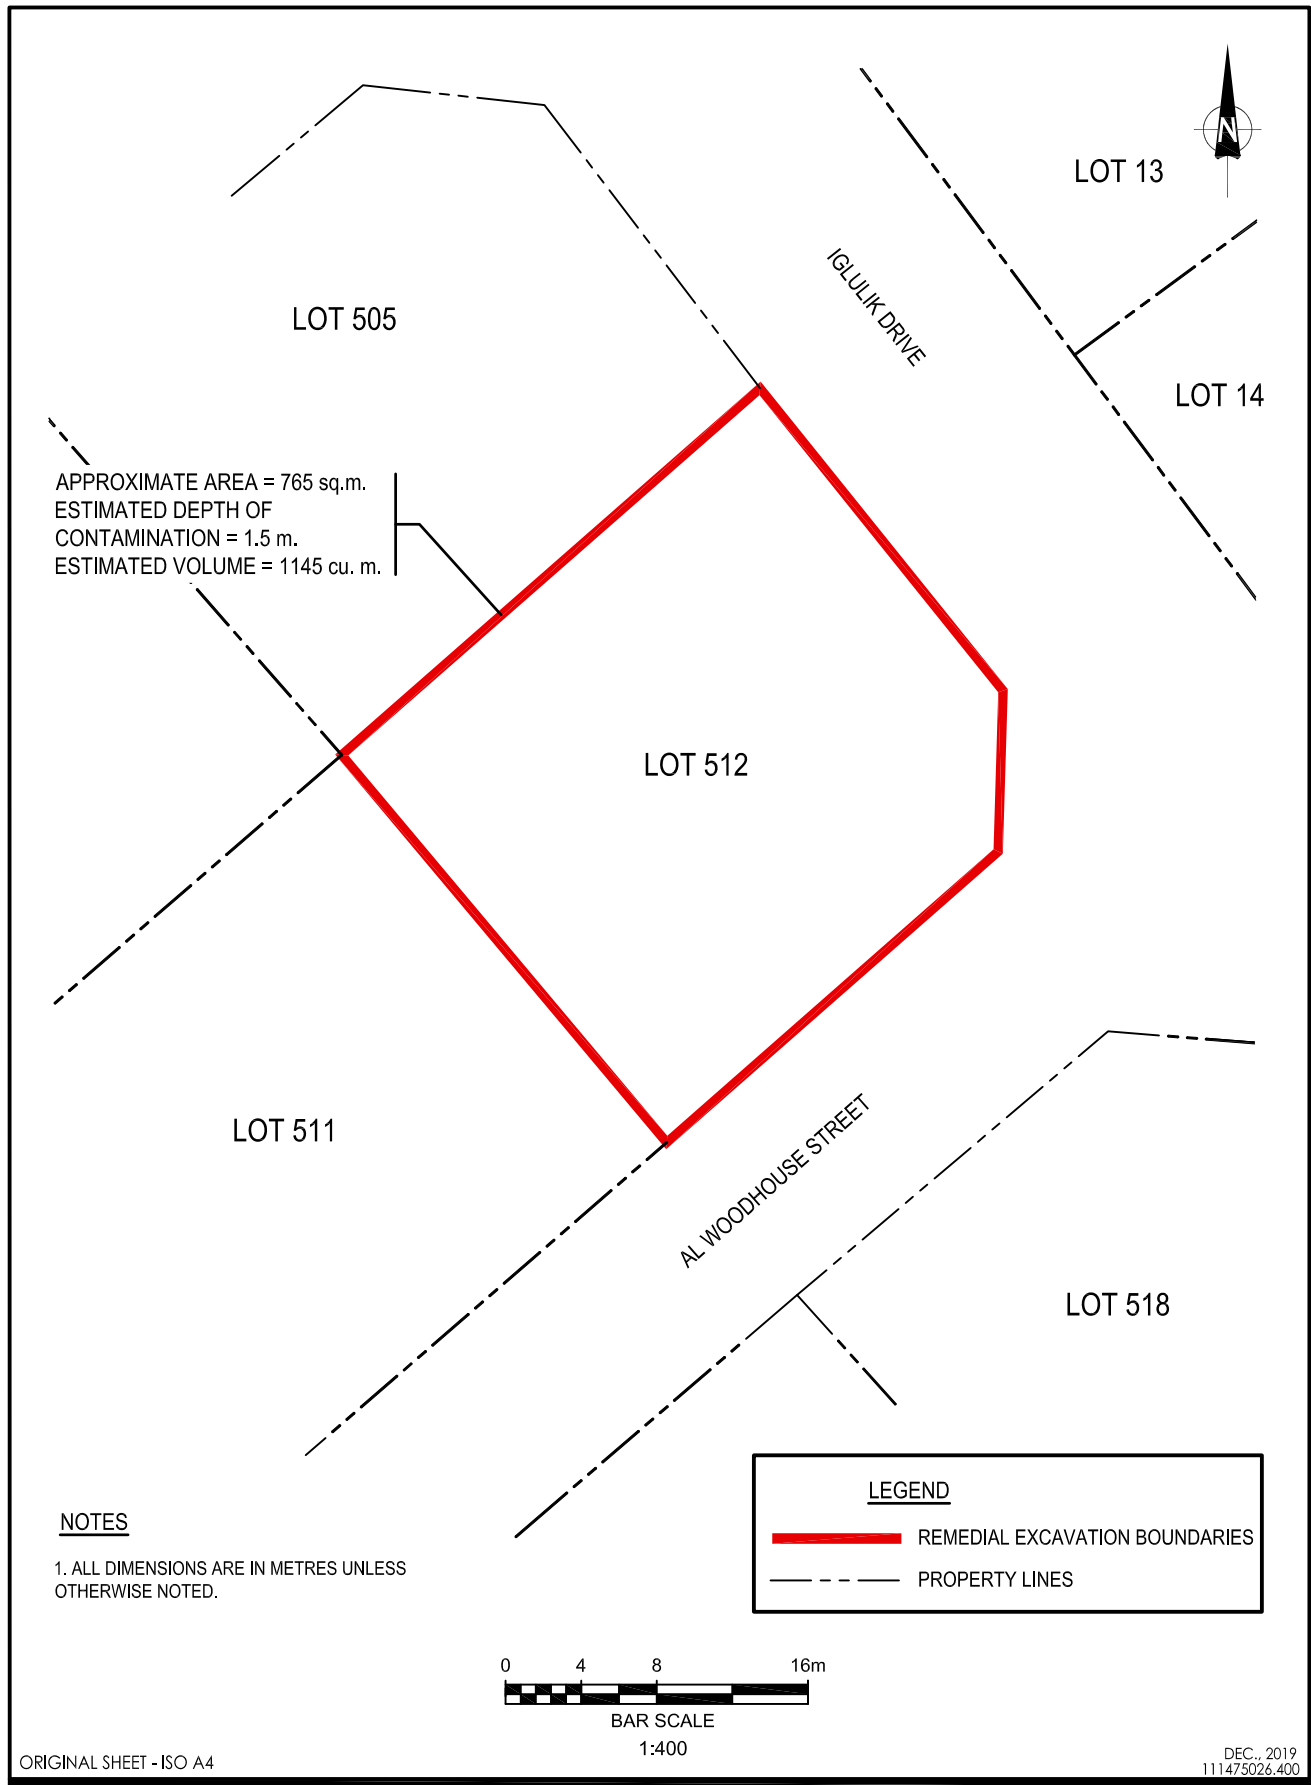 N
LOT 13
IGLULIK DRIVE
LOT 505
LOT 14
APPROXIMATE AREA = 765 sq.m.
ESTIMATED DEPTH OF
CONTAMINATION = 1.5 m.
ESTIMATED VOLUME = 1145 cu. m.
LOT 512
LOT 511
AL WOODHOUSE STREET
LOT 518
LEGEND
REMEDIAL EXCAVATION BOUNDARIES
PROPERTY LINES
NOTES
1. ALL DIMENSIONS ARE IN METRES UNLESS
OTHERWISE NOTED.
0 4 8 16m
BAR SCALE
1:400
ORIGINAL SHEET - ISO A4
DEC., 2019
111475026.400